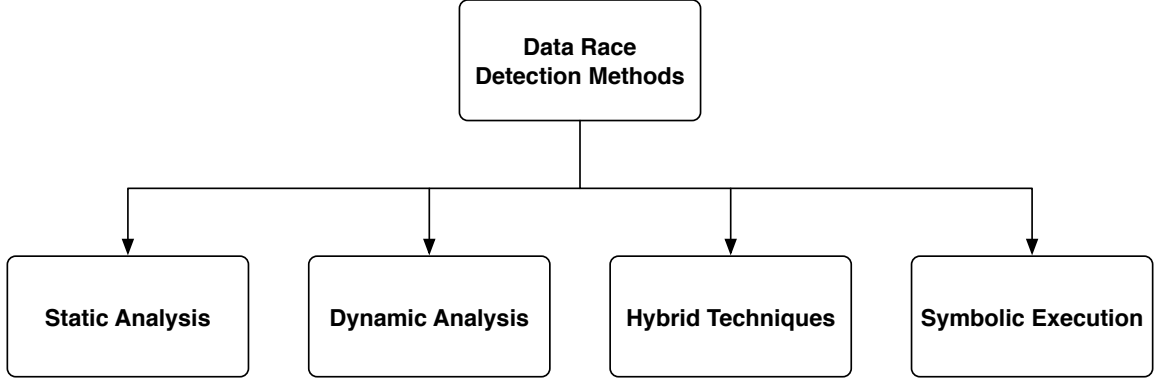 Data Race
Detection Methods
Static Analysis
Dynamic Analysis
Hybrid Techniques
Symbolic Execution